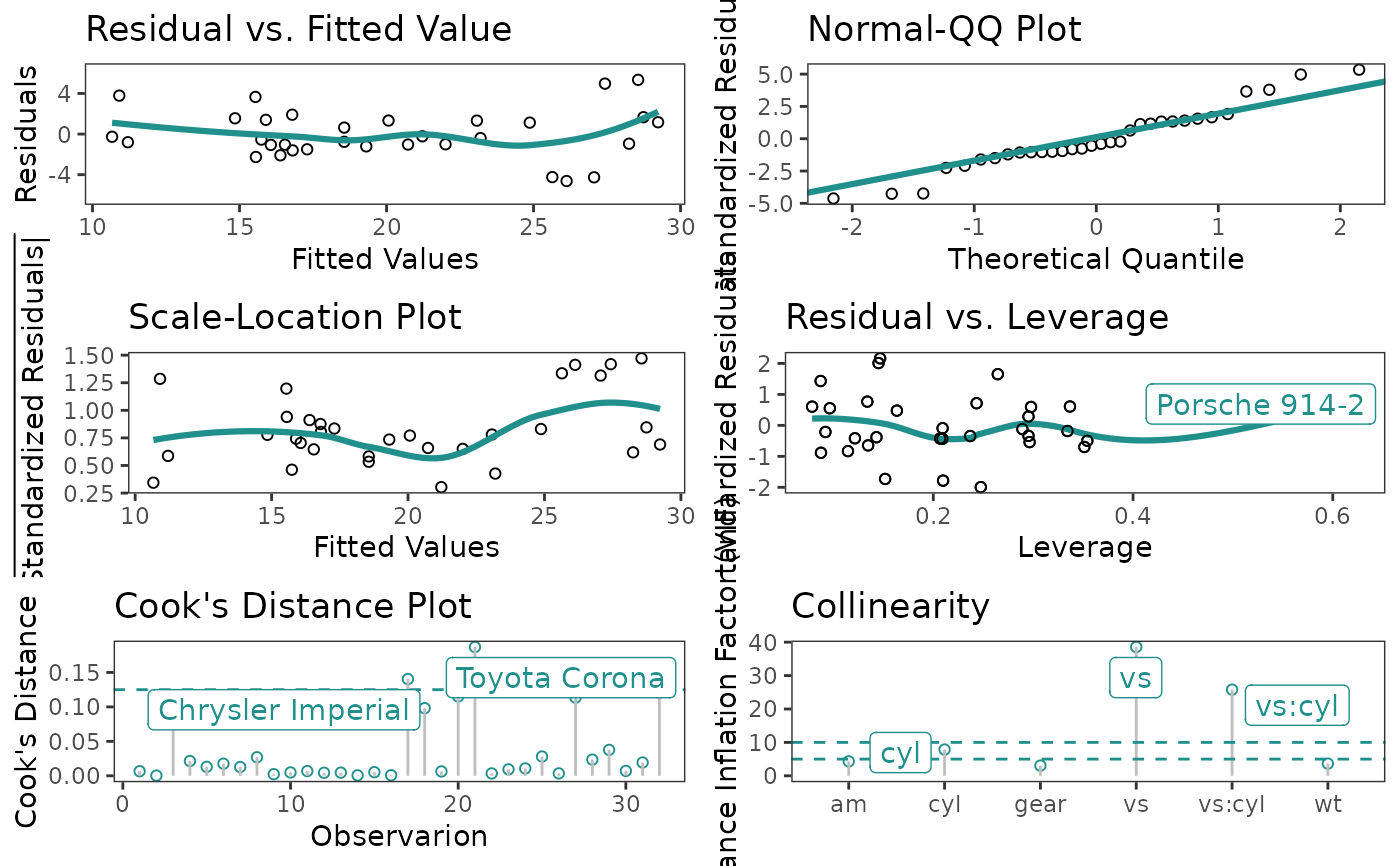 Residual vs. Fitted Value
Residuals
4
0
-4
10 15 20 25 30
Fitted Values
Normal-QQ Plot
5.0
2.5
0.0
-2.5
-5.0
-2 -1 0 1 2
Theoretical Quantile
Scale-Location Plot
Standardized Residuals|
1.50
1.25
1.00
0.75
0.50
0.25
10 15 20 25 30
Fitted Values
Residual vs. Leverage
2
1
0
-1
-2
Porsche 914-2
0.2 0.4 0.6
Leverage
Cook's Distance Plot
Cook's Distance
0.15
0.10
0.05
0.00
Toyota Corona
Chrysler Imperial
0 10 20 30
Observarion
Collinearity
Inflation Factor
40
30
20
10
0
vs
vs:cyl
cyl
am cyl gear vs vs:cyl wt